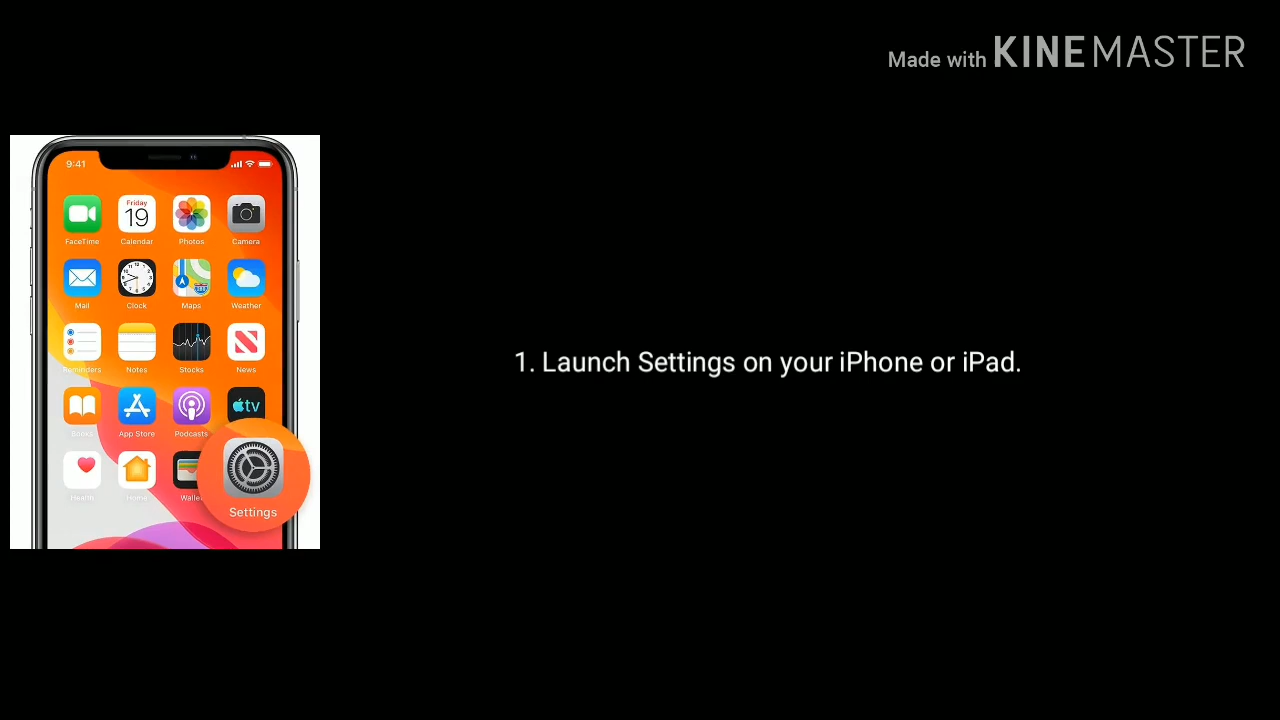 Made with KINEMASTER
9:41
Friday
19
FaceTime Calendar Photos Camera
Mail Clock Maps Weather
Reminders Notes Stocks News
tv
Books App Store Podcasts
Health Home Wallet
Settings
1. Launch Settings on your iPhone or iPad.